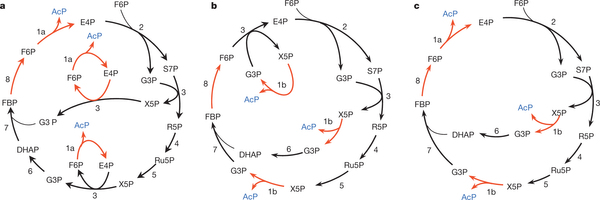 a
AcP
E4P
F6P
2
1a
AcP
F6P
1a
E4P
F6P
G3P
S7P
8
3
3
FBP
G3 P
X5P
7
AcP
R5P
DHAP
1a
4
F6P
E4P
Ru5P
6
G3P
3
X5P
5
b
F6P
E4P
2
3
X5P
F6P
G3P
1b
G3P
S7P
AcP
8
3
FBP
AcP
X5P
1b
R5P
7
DHAP
6
G3P
4
Ru5P
G3P
1b
5
AcP
X5P
c
F6P
AcP
E4P
2
1a
F6P
G3P
S7P
8
3
AcP
FBP
X5P
1b
R5P
7
DHAP
6
G3P
4
Ru5P
G3P
1b
5
AcP
X5P